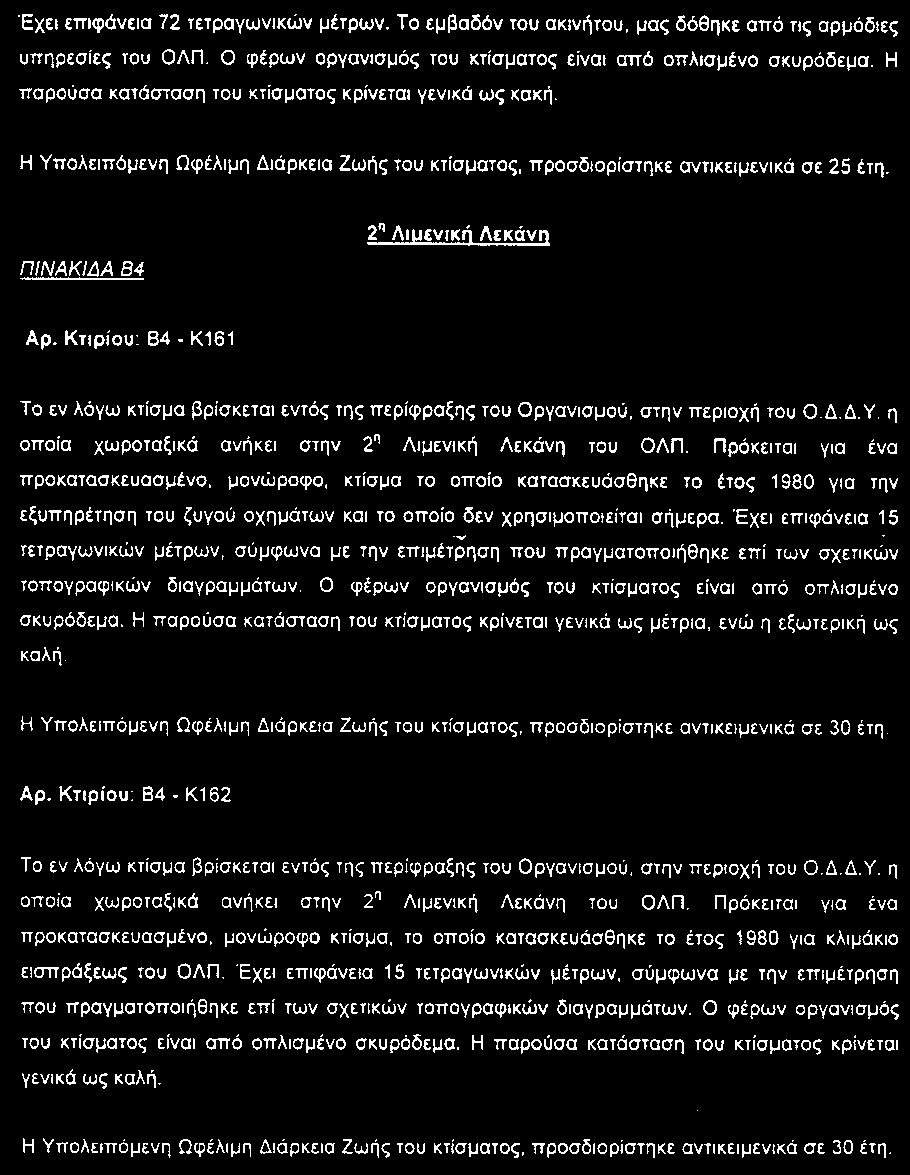 Έχει επιφάνεια 72 τετραγωνικών μέτρων. Το εμβαδόν του ακινήτου, μας δόθηκε από τις αρμόδιες
υπηρεσίες του ΟΛΠ. Ο φέρων οργανισμός του κτίσματος είναι από οπλισμένο σκυρόδεμα. Η
παρούσα κατάσταση του κτίσματος κρίνεται γενικά ως κακή.
Η Υπολειπόμενη Ωφέλιμη Διάρκεια Ζωής του κτίσματος, προσδιορίστηκε αντικειμενικά σε 25 έτη.
2η Λιμενική Λεκάνη
ΠΙΝΑΚΙΔΑ Β4
Αρ. Κτιρίου: Β4 - Κ161
Το εν λόγω κτίσμα βρίσκεται εντός της περίφραξης του Οργανισμού, στην περιοχή του Ο.Δ.Δ.Υ. η
οποία χωροταξικά ανήκει στην 2η Λιμενική Λεκάνη του ΟΛΠ. Πρόκειται για ένα
προκατασκευασμένο, μονώροφο, κτίσμα το οποίο κατασκευάσθηκε το έτος 1980 για την
εξυπηρέτηση του ζυγού οχημάτων και το οποίο δεν χρησιμοποιείται σήμερα. Έχει επιφάνεια 15
τετραγωνικών μέτρων, σύμφωνα με την επιμέτρηση που πραγματοποιήθηκε επί των σχετικών
τοπογραφικών διαγραμμάτων. Ο φέρων οργανισμός του κτίσματος είναι από οπλισμένο
σκυρόδεμα. Η παρούσα κατάσταση του κτίσματος κρίνεται γενικά ως μέτρια, ενώ η εξωτερική ως
καλή.
Η Υπολειπόμενη Ωφέλιμη Διάρκεια Ζωής του κτίσματος, προσδιορίστηκε αντικειμενικά σε 30 έτη.
Αρ. Κτιρίου: Β4 - Κ162
Το εν λόγω κτίσμα βρίσκεται εντός της περίφραξης του Οργανισμού, στην περιοχή του Ο.Δ.Δ.Υ. η
οποία χωροταξικά ανήκει στην 2η Λιμενική Λεκάνη του ΟΛΠ. Πρόκειται για ένα
προκατασκευασμένο, μονώροφο κτίσμα, το οποίο κατασκευάσθηκε το έτος 1980 για κλιμάκιο
εισπράξεως του ΟΛΠ. Έχει επιφάνεια 15 τετραγωνικών μέτρων, σύμφωνα με την επιμέτρηση
που πραγματοποιήθηκε επί των σχετικών τοπογραφικών διαγραμμάτων. Ο φέρων οργανισμός
του κτίσματος είναι από οπλισμένο σκυρόδεμα. Η παρούσα κατάσταση του κτίσματος κρίνεται
γενικά ως καλή.
Η Υπολειπόμενη Ωφέλιμη Διάρκεια Ζωής του κτίσματος, προσδιορίστηκε αντικειμενικά σε 30 έτη.